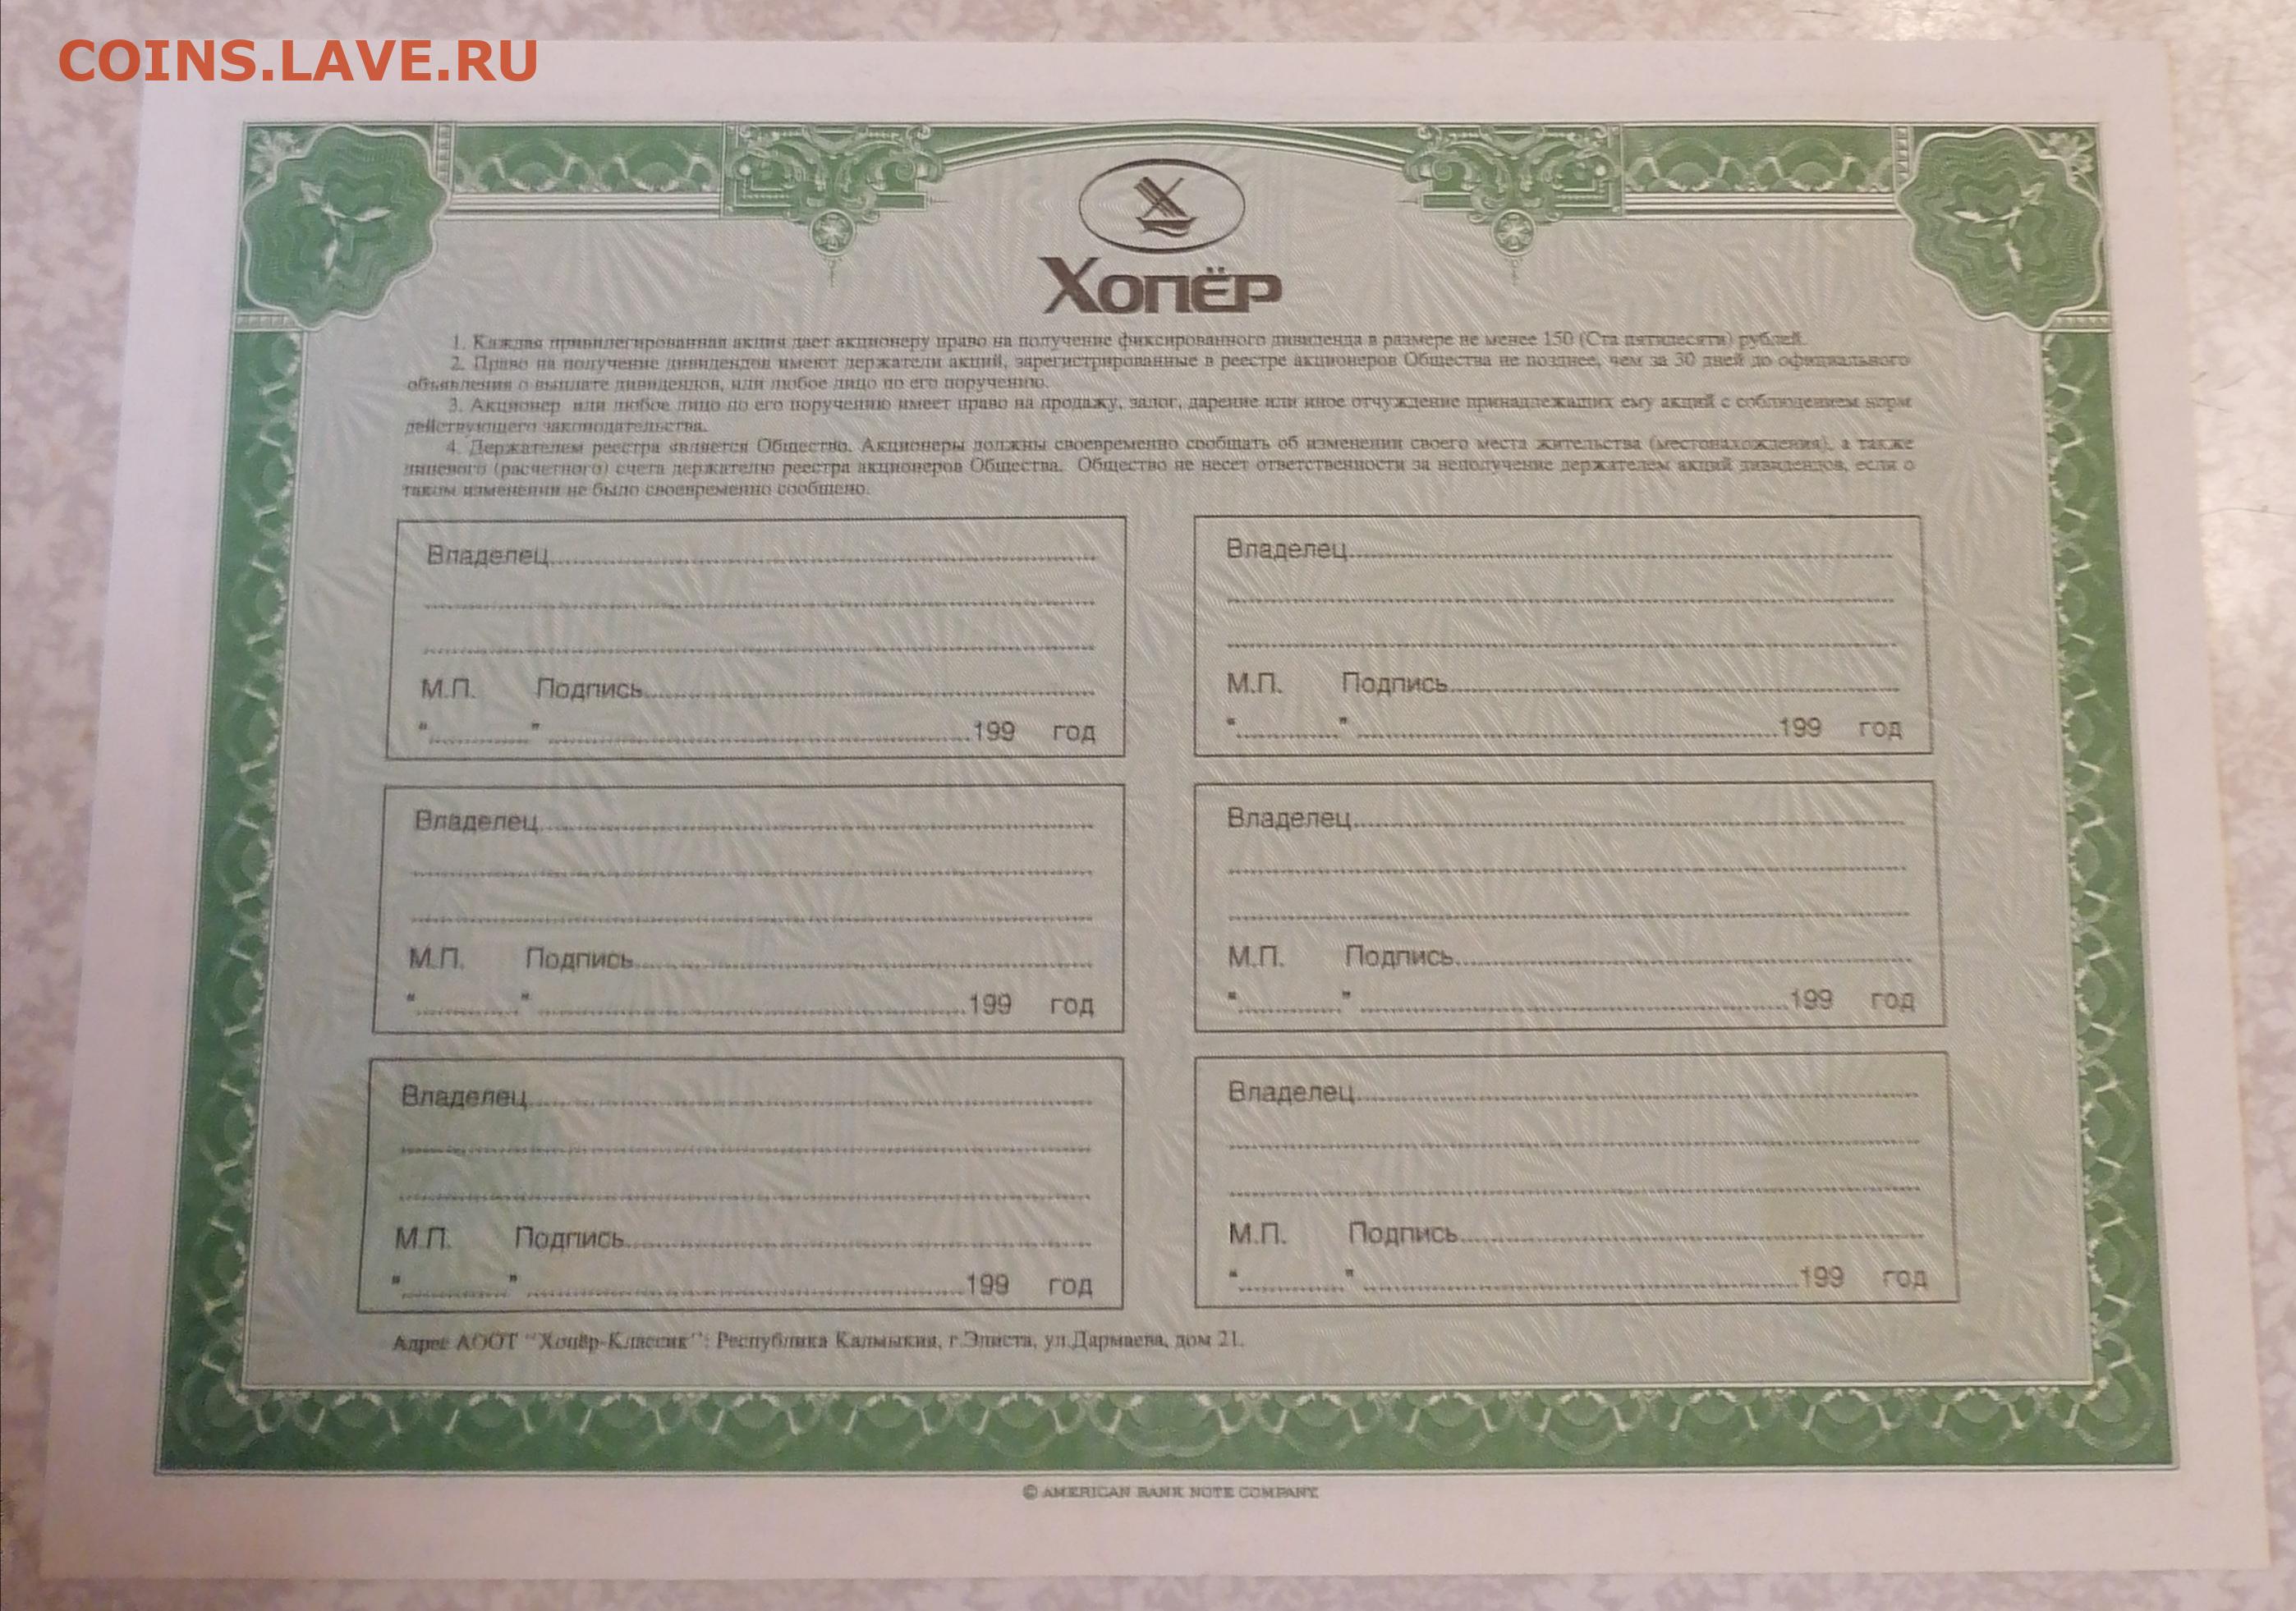 COINS.LAVE.RU
ХОПЁР
1. Каждая привилегированная акция дает акционеру право на получение фиксированного дивиденда в размере не менее 150 (Ста пятидесяти) рублей.
2. Право на получение дивидендов имеют держатели акций, зарегистрированные в реестре акционеров Общества не позднее, чем за 30 дней до официального
объявления о выплате дивидендов, или любое лицо по его поручению.
3. Акционер или любое лицо по его поручению имеет право на продажу, залог, дарение или иное отчуждение принадлежащих ему акций с соблюдением норм
действующего законодательства.
4. Держателем реестра является Общество. Акционеры должны своевременно сообщать об изменении своего места жительства (местонахождения), а также
лицевого (расчетного) счета держателю реестра акционеров Общества. Общество не несет ответственности за неполучение держателем акций дивидендов, если о
таком изменении не было своевременно сообщено.
Владелец
М.П. Подпись
“ ” 199 год
Владелец
М.П. Подпись
“ ” 199 год
Владелец
М.П. Подпись
“ ” 199 год
Владелец
М.П. Подпись
“ ” 199 год
Владелец
М.П. Подпись
“ ” 199 год
Владелец
М.П. Подпись
“ ” 199 год
Адрес АООТ “Хопёр-Классик”: Республика Калмыкия, г.Элиста, ул.Дармаева, дом 21.
© AMERICAN BANK NOTE COMPANY